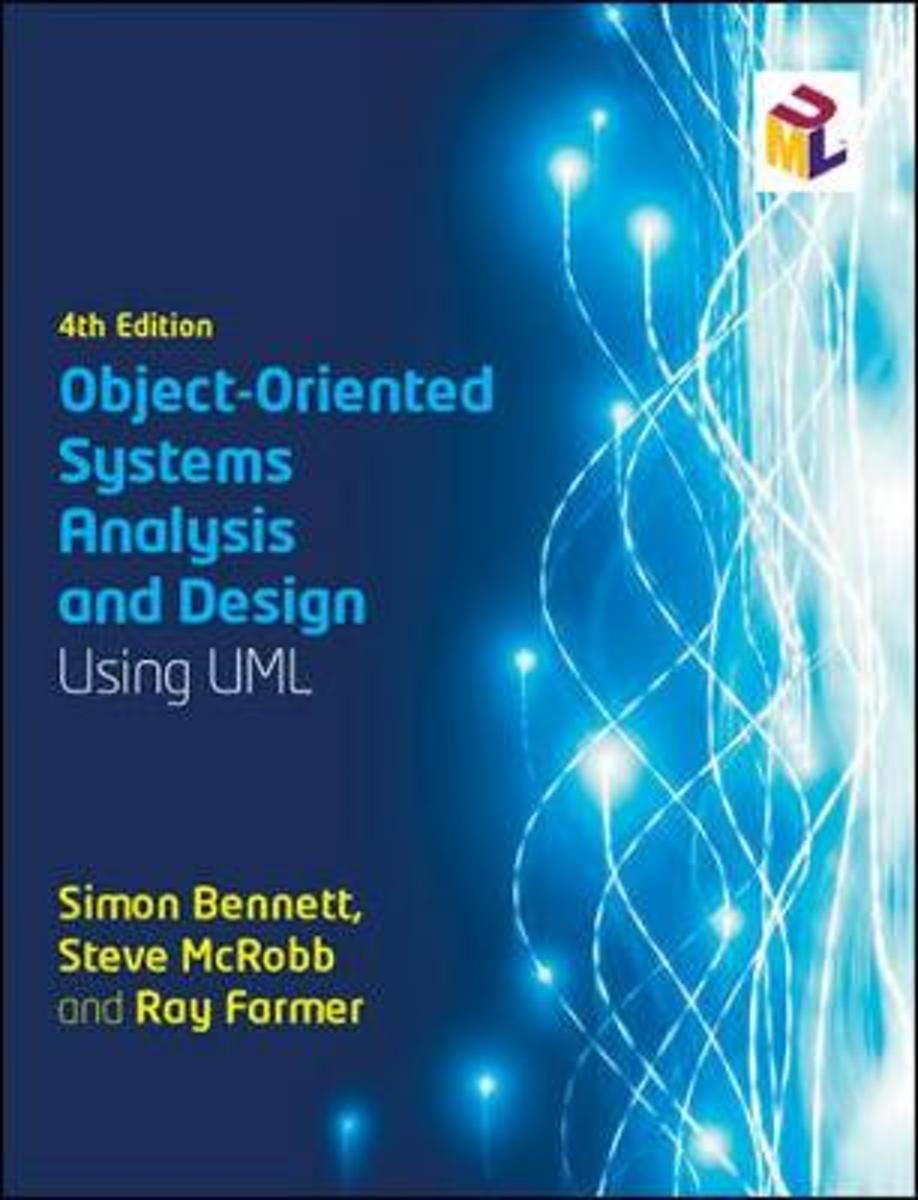 UML
4th Edition
Object-Oriented
Systems
Analysis
and Design
Using UML
Simon Bennett,
Steve McRobb
and Ray Farmer